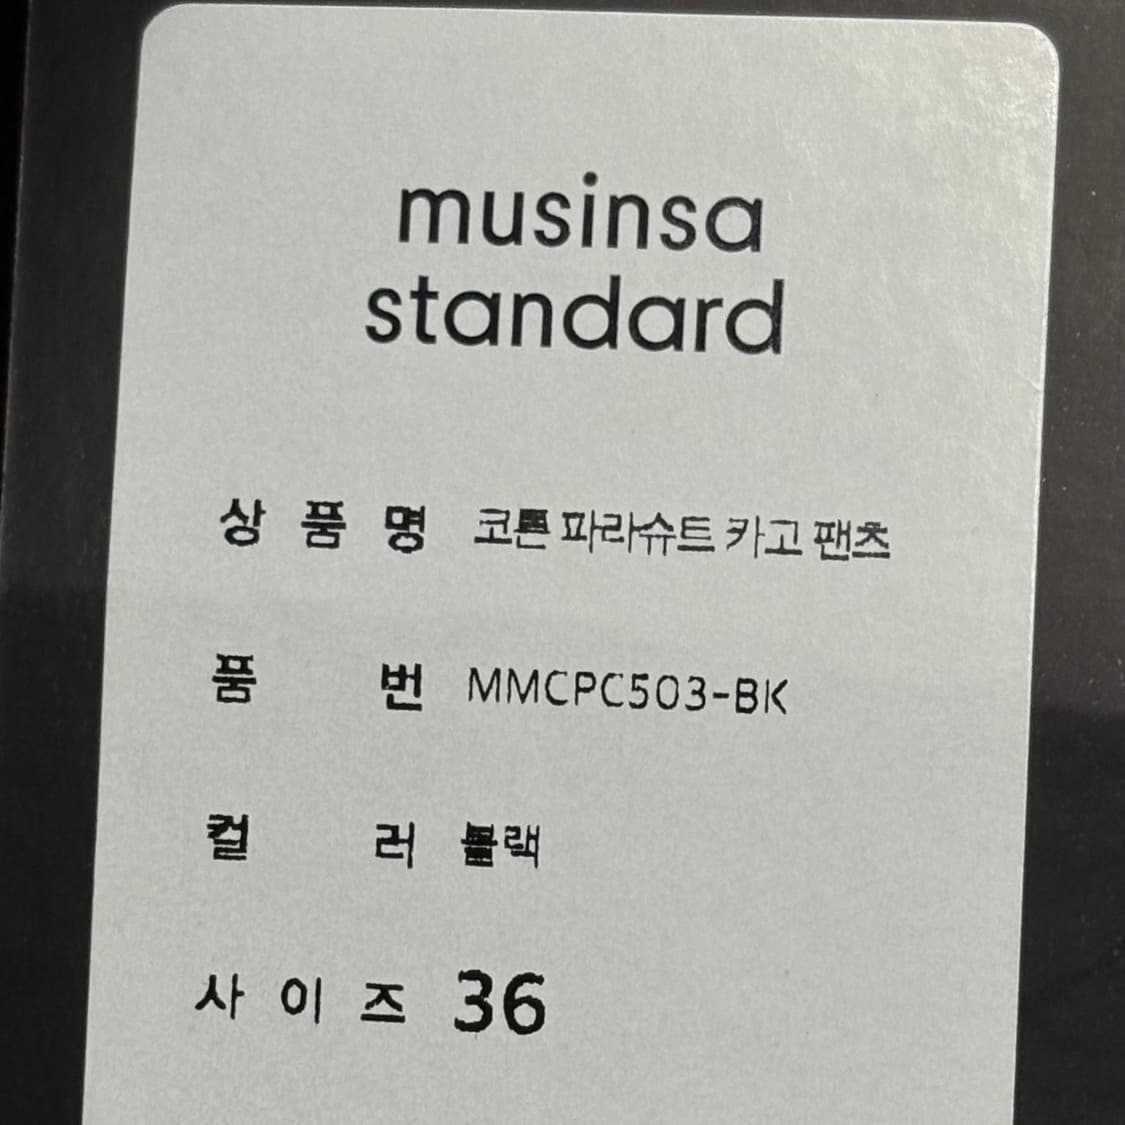 musinsa
standard
상품명 코튼 파라슈트 카고 팬츠
품번 MMCPC503-BK
컬러 블랙
사이즈 36